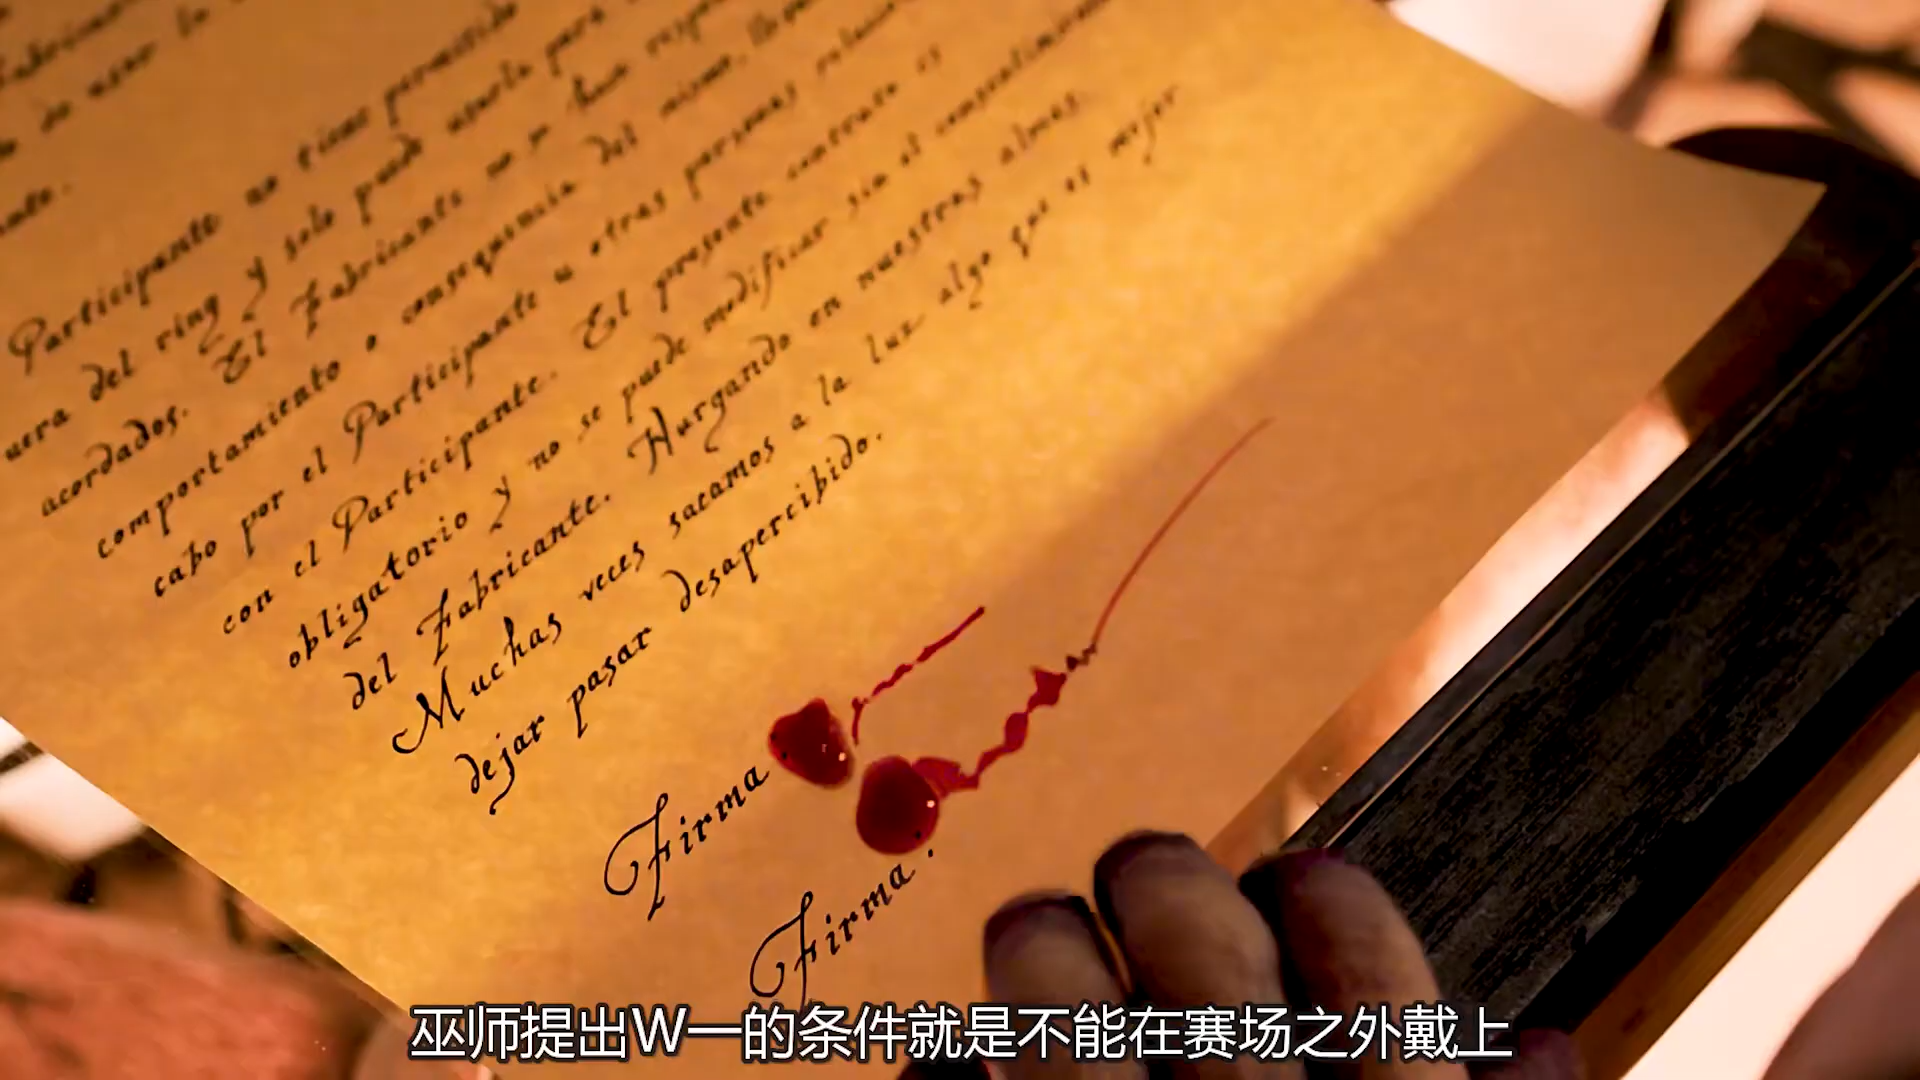 Participante no tiene permitido
uera del ring y solo puede usarla para
acordados. El Fabricante no se hace
comportamiento o consecuencia del mismo,
cabo por el Participante u otras personas
con el Participante. El presente contrato es
obligatorio y no se puede modificar sin el consentimiento
del Fabricante. Hurgando en nuestras almas,
Muchas veces sacamos a la luz algo que es mejor
dejar pasar desapercibido.
Firma
Firma.
巫师提出W一的条件就是不能在赛场之外戴上